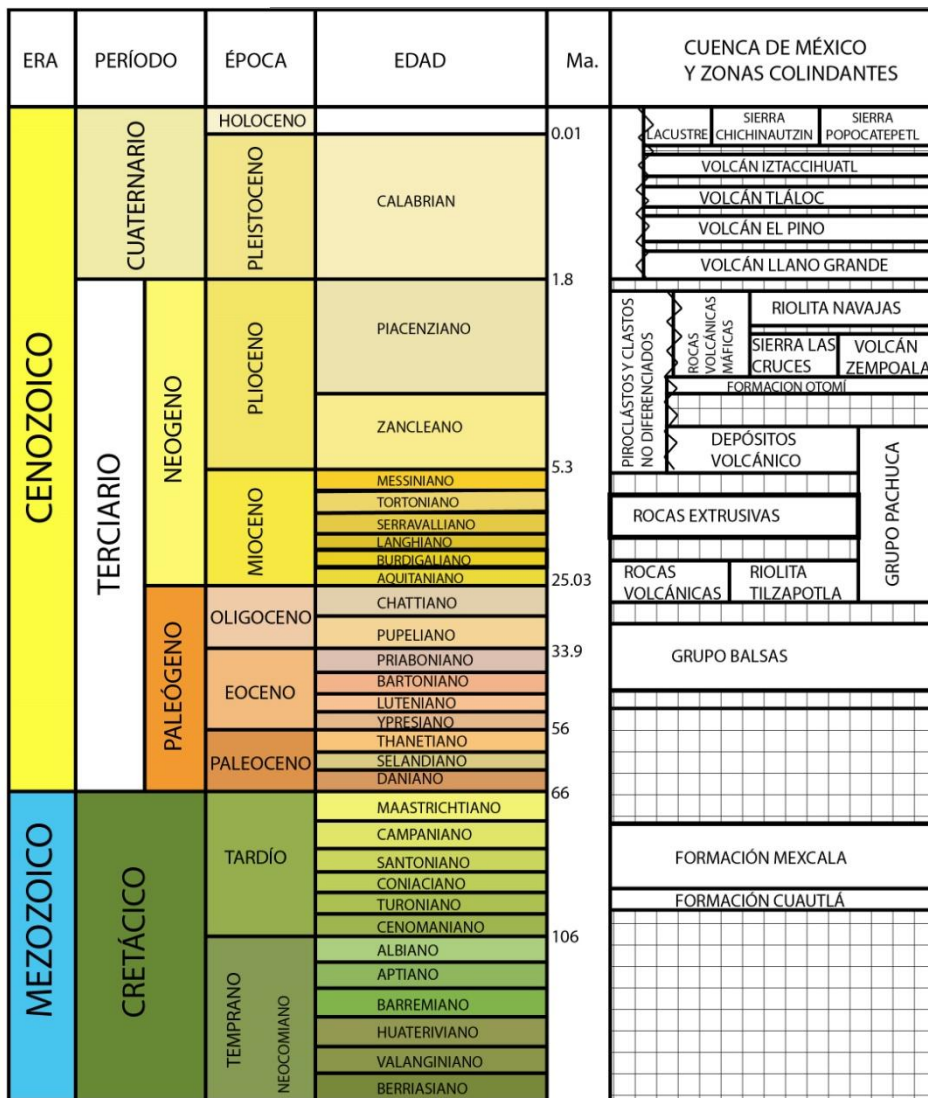 ERA
PERÍODO
ÉPOCA
EDAD
Ma.
CUENCA DE MÉXICO
Y ZONAS COLINDANTES
CENOZOICO
CUATERNARIO
HOLOCENO
0.01
PLEISTOCENO
CALABRIAN
1.8
TERCIARIO
NEOGENO
PLIOCENO
PIACENZIANO
ZANCLEANO
5.3
MIOCENO
MESSINIANO
TORTONIANO
SERRAVALLIANO
LANGHIANO
BURDIGALIANO
AQUITANIANO
25.03
PALEÓGENO
OLIGOCENO
CHATTIANO
PUPELIANO
33.9
EOCENO
PRIABONIANO
BARTONIANO
LUTENIANO
YPRESIANO
56
PALEOCENO
THANETIANO
SELANDIANO
DANIANO
66
MEZOZOICO
CRETÁCICO
TARDÍO
MAASTRICHTIANO
CAMPANIANO
SANTONIANO
CONIACIANO
TURONIANO
CENOMANIANO
106
TEMPRANO
NEOCOMIANO
ALBIANO
APTIANO
BARREMIANO
HUATERIVIANO
VALANGINIANO
BERRIASIANO
LACUSTRE
SIERRA
CHICHINAUTZIN
SIERRA
POPOCATEPETL
VOLCÁN IZTACCIHUATL
VOLCÁN TLÁLOC
VOLCÁN EL PINO
VOLCÁN LLANO GRANDE
PIROCLÁSTOS Y CLASTOS
NO DIFERENCIADOS
ROCAS
VOLCÁNICAS
MÁFICAS
RIOLITA NAVAJAS
SIERRA LAS
CRUCES
VOLCÁN
ZEMPOALA
FORMACION OTOMÍ
DEPÓSITOS
VOLCÁNICO
GRUPO PACHUCA
ROCAS EXTRUSIVAS
ROCAS
VOLCÁNICAS
RIOLITA
TILZAPOTLA
GRUPO BALSAS
FORMACIÓN MEXCALA
FORMACIÓN CUAUTLÁ